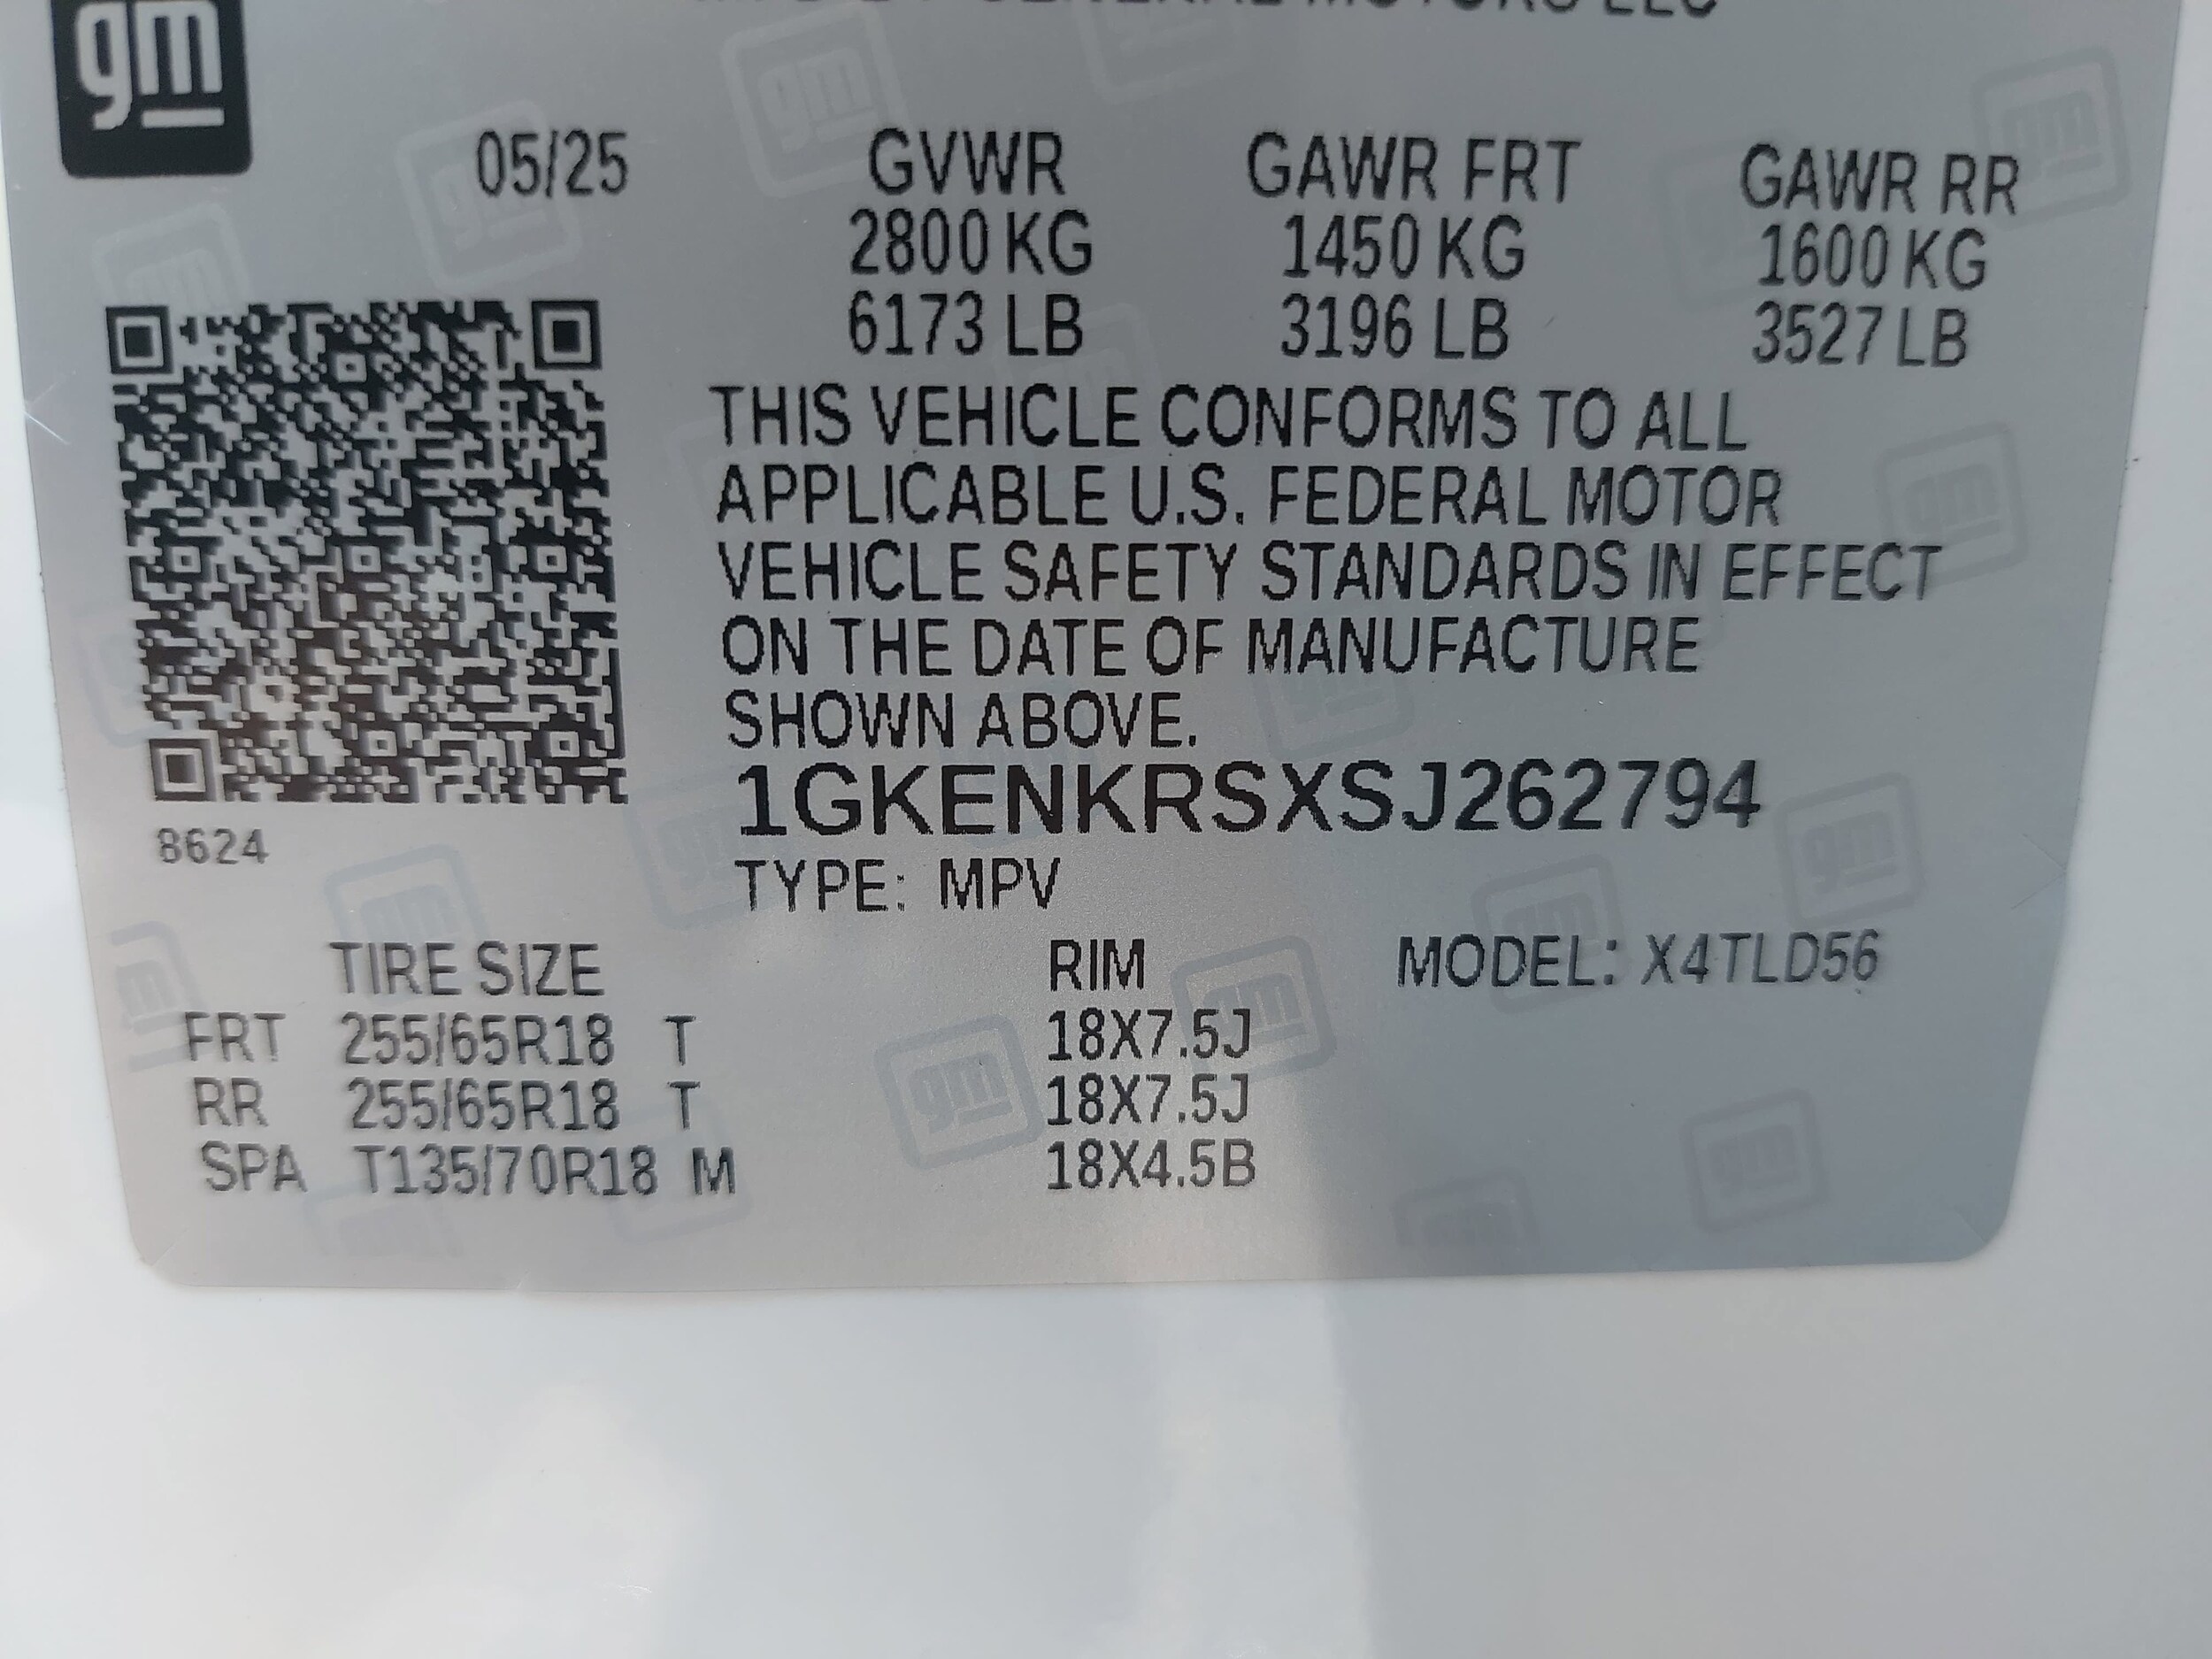 gm
GENERAL MOTORS LLC
05/25 GVWR GAWR FRT GAWR RR
2800 KG 1450 KG 1600 KG
6173 LB 3196 LB 3527 LB
THIS VEHICLE CONFORMS TO ALL
APPLICABLE U.S. FEDERAL MOTOR
VEHICLE SAFETY STANDARDS IN EFFECT
ON THE DATE OF MANUFACTURE
SHOWN ABOVE.
1GKENKRSXSJ262794
8624
TYPE: MPV
TIRE SIZE RIM MODEL: X4TLD56
FRT 255/65R18 T 18X7.5J
RR 255/65R18 T 18X7.5J
SPA T135/70R18 M 18X4.5B